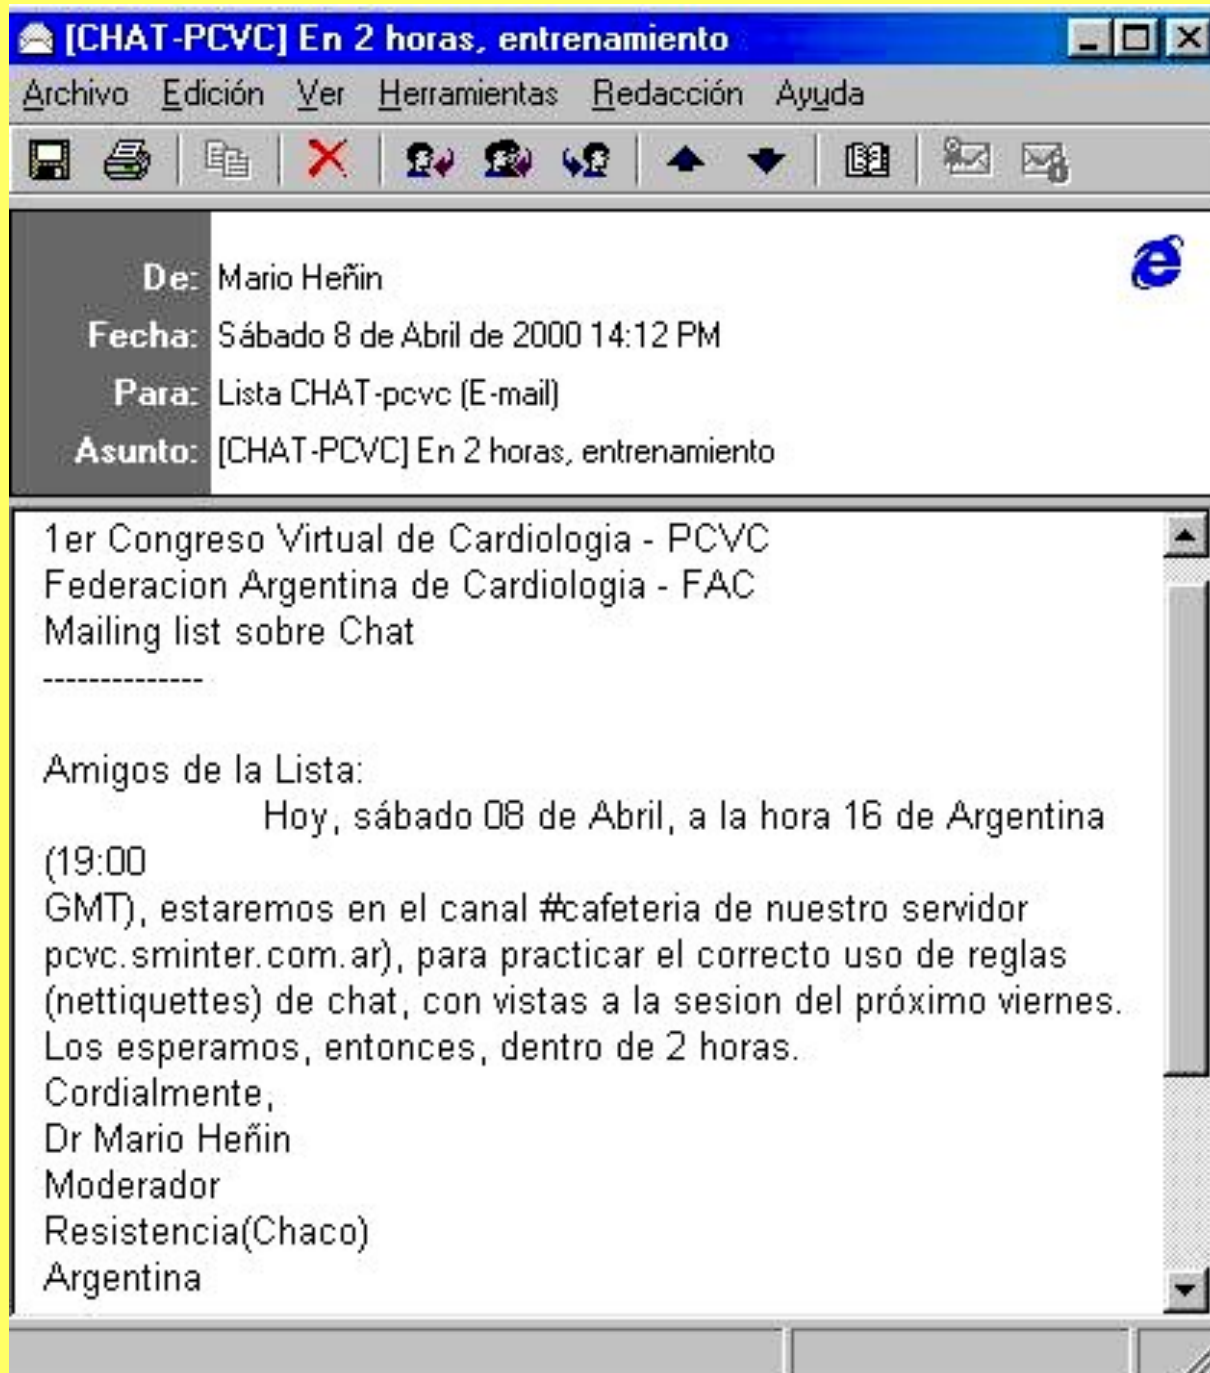 [CHAT-PCVC] En 2 horas, entrenamiento
Archivo Edición Ver Herramientas Redacción Ayuda
De: Mario Heñin
Fecha: Sábado 8 de Abril de 2000 14:12 PM
Para: Lista CHAT-pcvc (E-mail)
Asunto: [CHAT-PCVC] En 2 horas, entrenamiento
1er Congreso Virtual de Cardiologia - PCVC
Federacion Argentina de Cardiologia - FAC
Mailing list sobre Chat
--------------
Amigos de la Lista:
Hoy, sábado 08 de Abril, a la hora 16 de Argentina
(19:00
GMT), estaremos en el canal #cafeteria de nuestro servidor
pcvc.sminter.com.ar), para practicar el correcto uso de reglas
(nettiquettes) de chat, con vistas a la sesion del próximo viernes.
Los esperamos, entonces, dentro de 2 horas.
Cordialmente,
Dr Mario Heñin
Moderador
Resistencia(Chaco)
Argentina